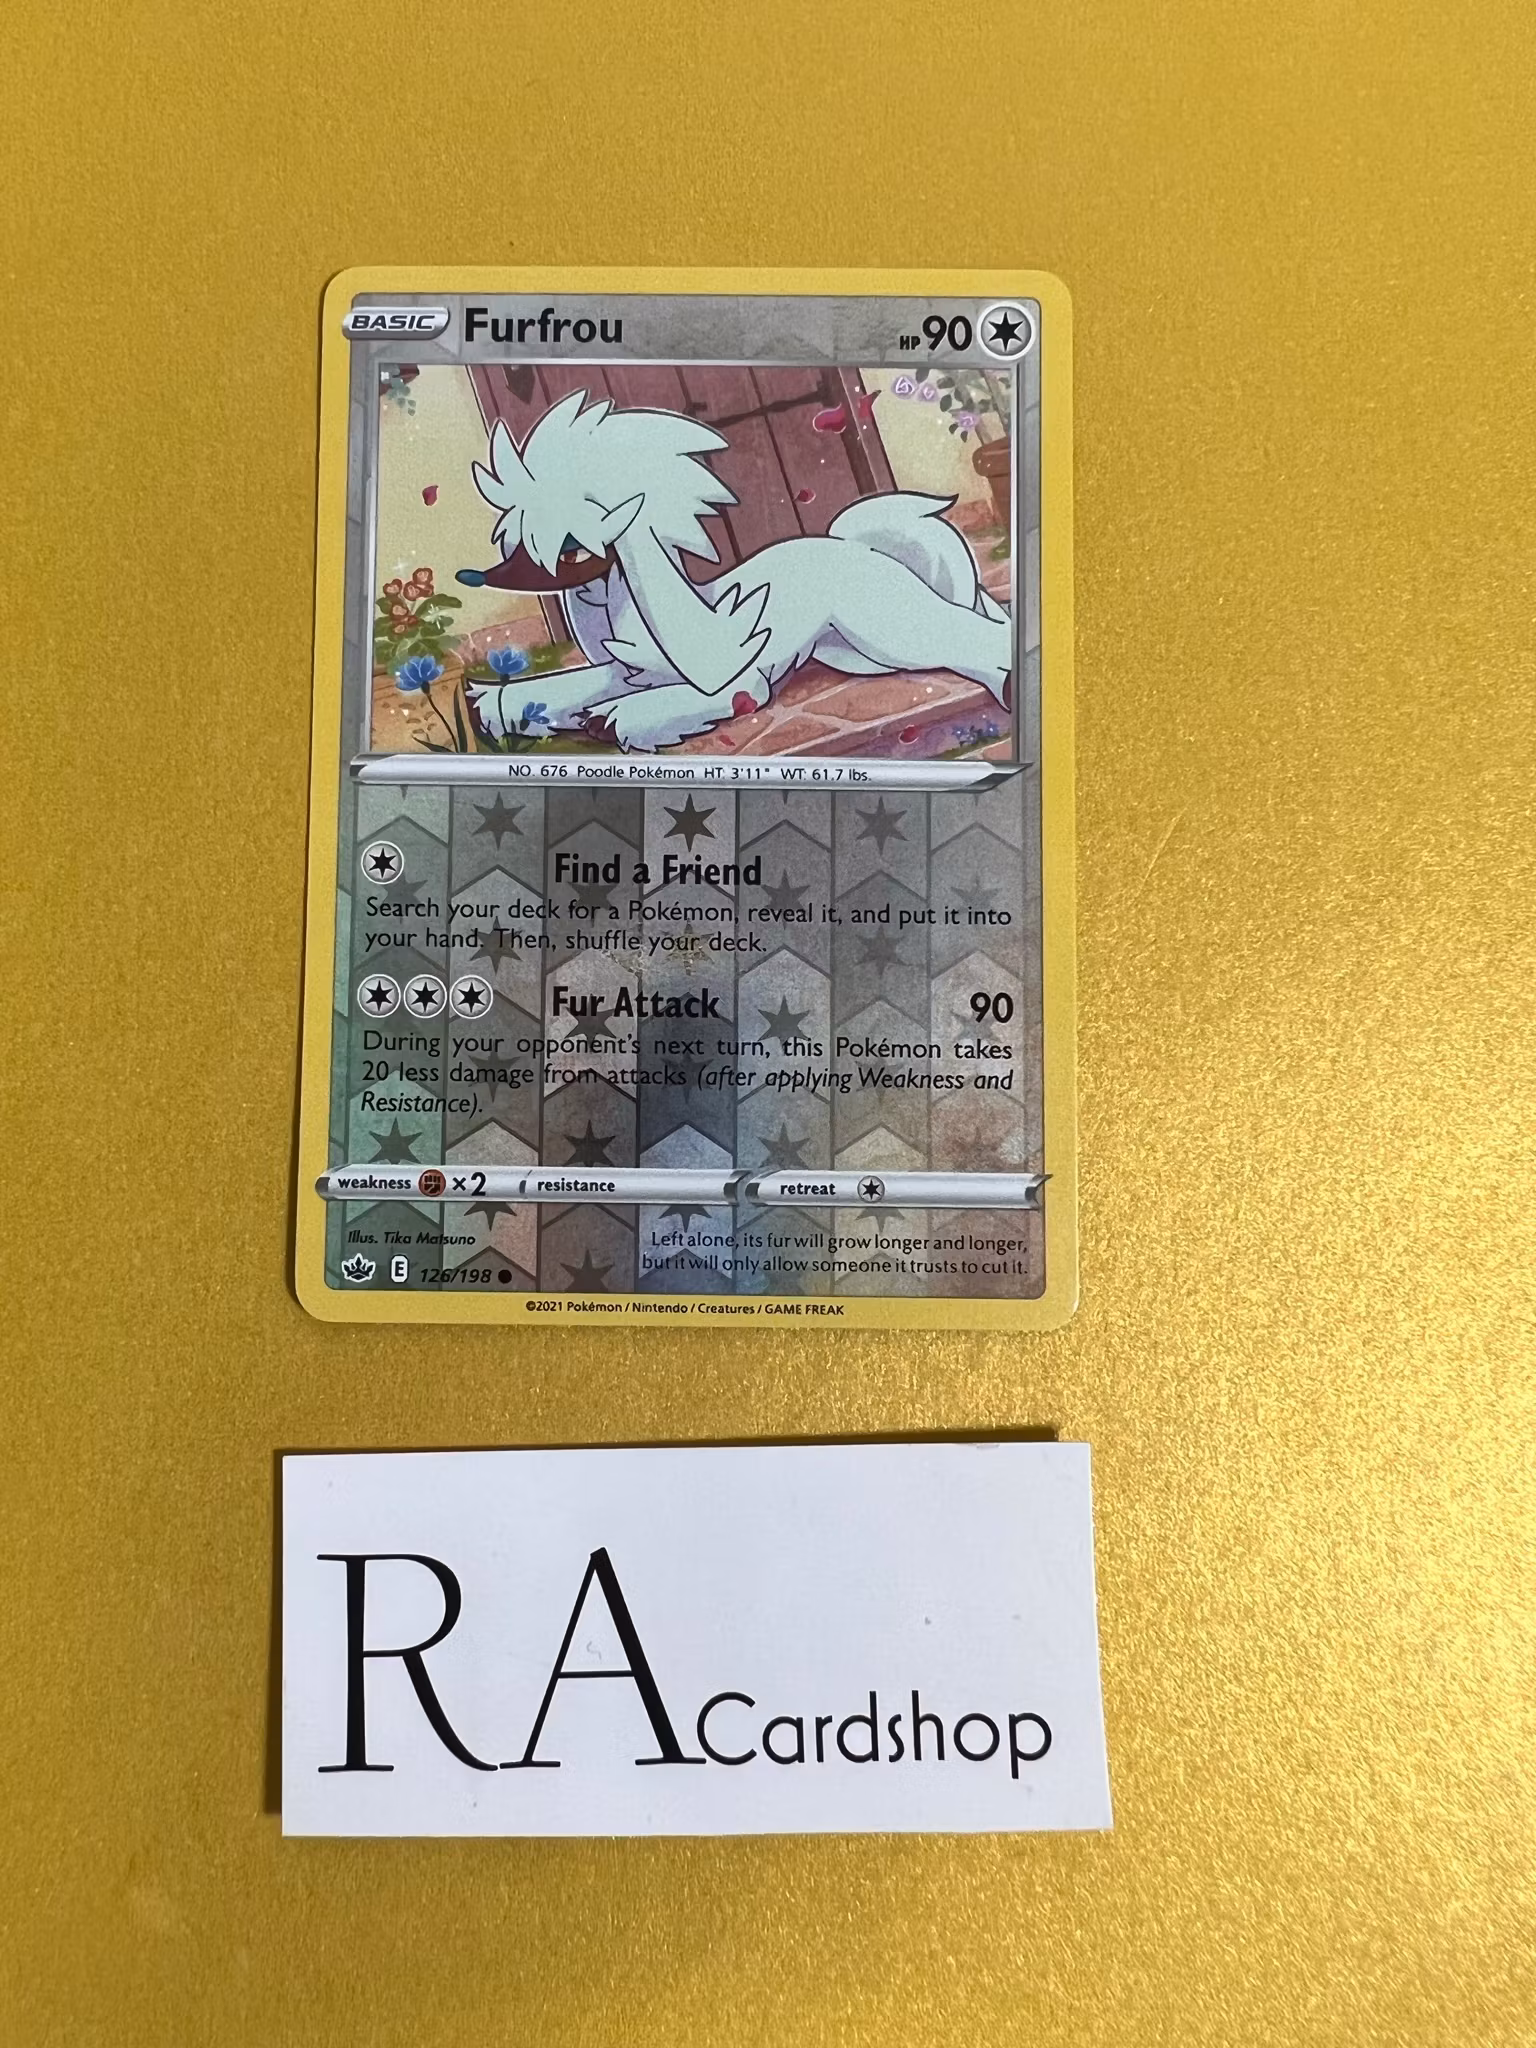 BASIC Furfrou HP 90
NO. 676 Poodle Pokémon HT: 3'11" WT: 61.7 lbs.
Find a Friend
Search your deck for a Pokémon, reveal it, and put it into
your hand. Then, shuffle your deck.
Fur Attack 90
During your opponent's next turn, this Pokémon takes
20 less damage from attacks (after applying Weakness and
Resistance).
weakness ×2 resistance retreat
Illus. Tika Matsuno
Left alone, its fur will grow longer and longer,
but it will only allow someone it trusts to cut it.
E 126/198
©2021 Pokémon / Nintendo / Creatures / GAME FREAK
RA Cardshop